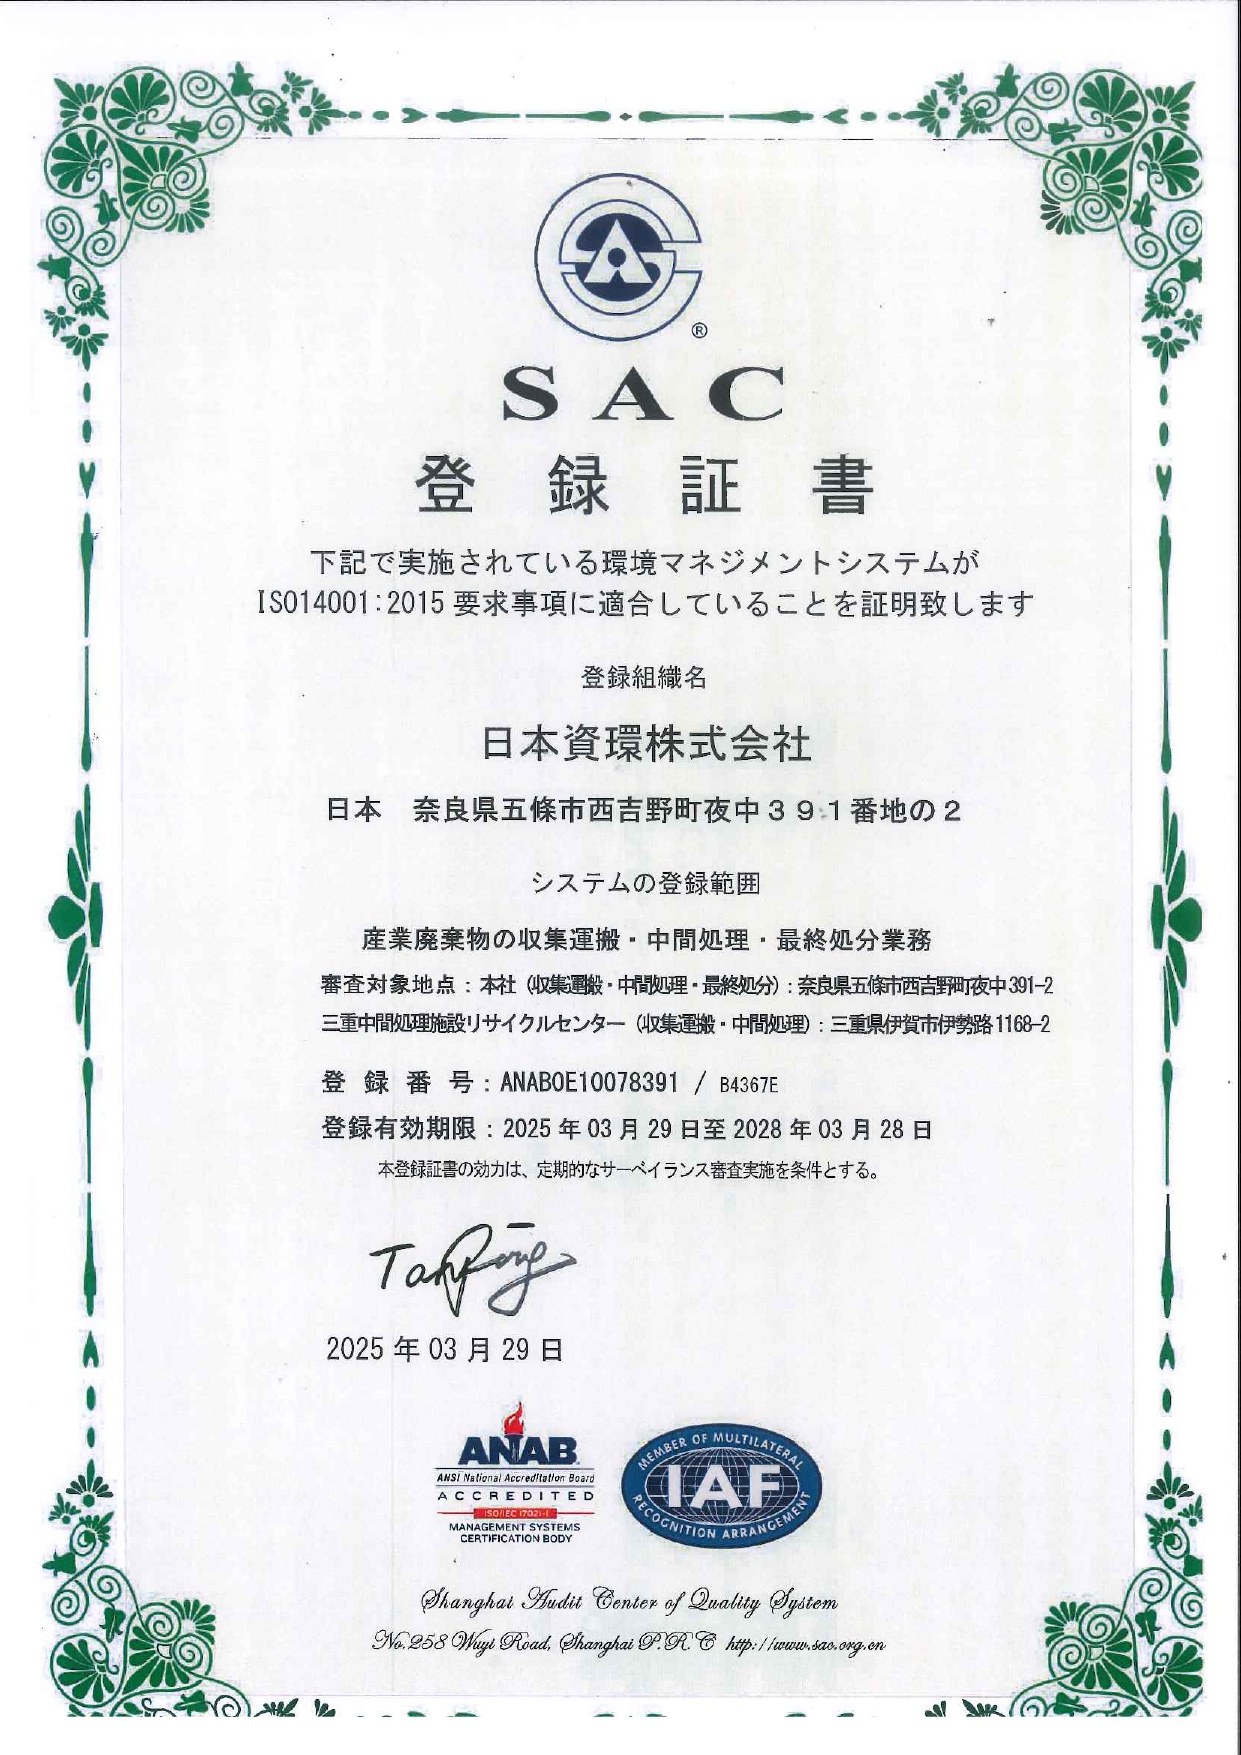 ®
SAC
登録証書
下記で実施されている環境マネジメントシステムが
ISO14001:2015 要求事項に適合していることを証明致します
登録組織名
日本資環株式会社
日本　奈良県五條市西吉野町夜中３９１番地の２
システムの登録範囲
産業廃棄物の収集運搬・中間処理・最終処分業務
審査対象地点：本社（収集運搬・中間処理・最終処分）：奈良県五條市西吉野町夜中391-2
三重中間処理施設リサイクルセンター（収集運搬・中間処理）：三重県伊賀市伊勢路1168-2
登録番号：ANABOE10078391 / B4367E
登録有効期限：2025 年 03 月 29 日至 2028 年 03 月 28 日
本登録証書の効力は、定期的なサーベイランス審査実施を条件とする。
2025 年 03 月 29 日
ANAB
ANSI National Accreditation Board
ACCREDITED
ISO/IEC 17021-1
MANAGEMENT SYSTEMS
CERTIFICATION BODY
MEMBER OF MULTILATERAL
IAF
RECOGNITION ARRANGEMENT
Shanghai Audit Center of Quality System
No.258 Wuyi Road, Shanghai P.R.C http://www.sac.org.cn